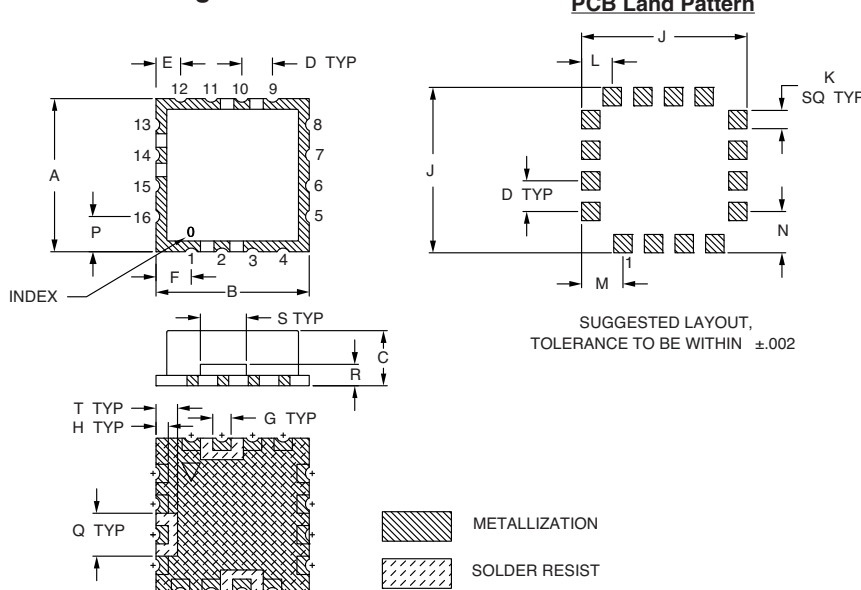 PCB Land Pattern
E
D TYP
12 11 10 9
13
14
15
16
8
7
6
5
A
P
0
1 2 3 4
F
B
INDEX
J
L
K
SQ TYP
J
D TYP
N
1
M
SUGGESTED LAYOUT,
TOLERANCE TO BE WITHIN ±.002
S TYP
C
R
T TYP
H TYP
G TYP
Q TYP
METALLIZATION
SOLDER RESIST